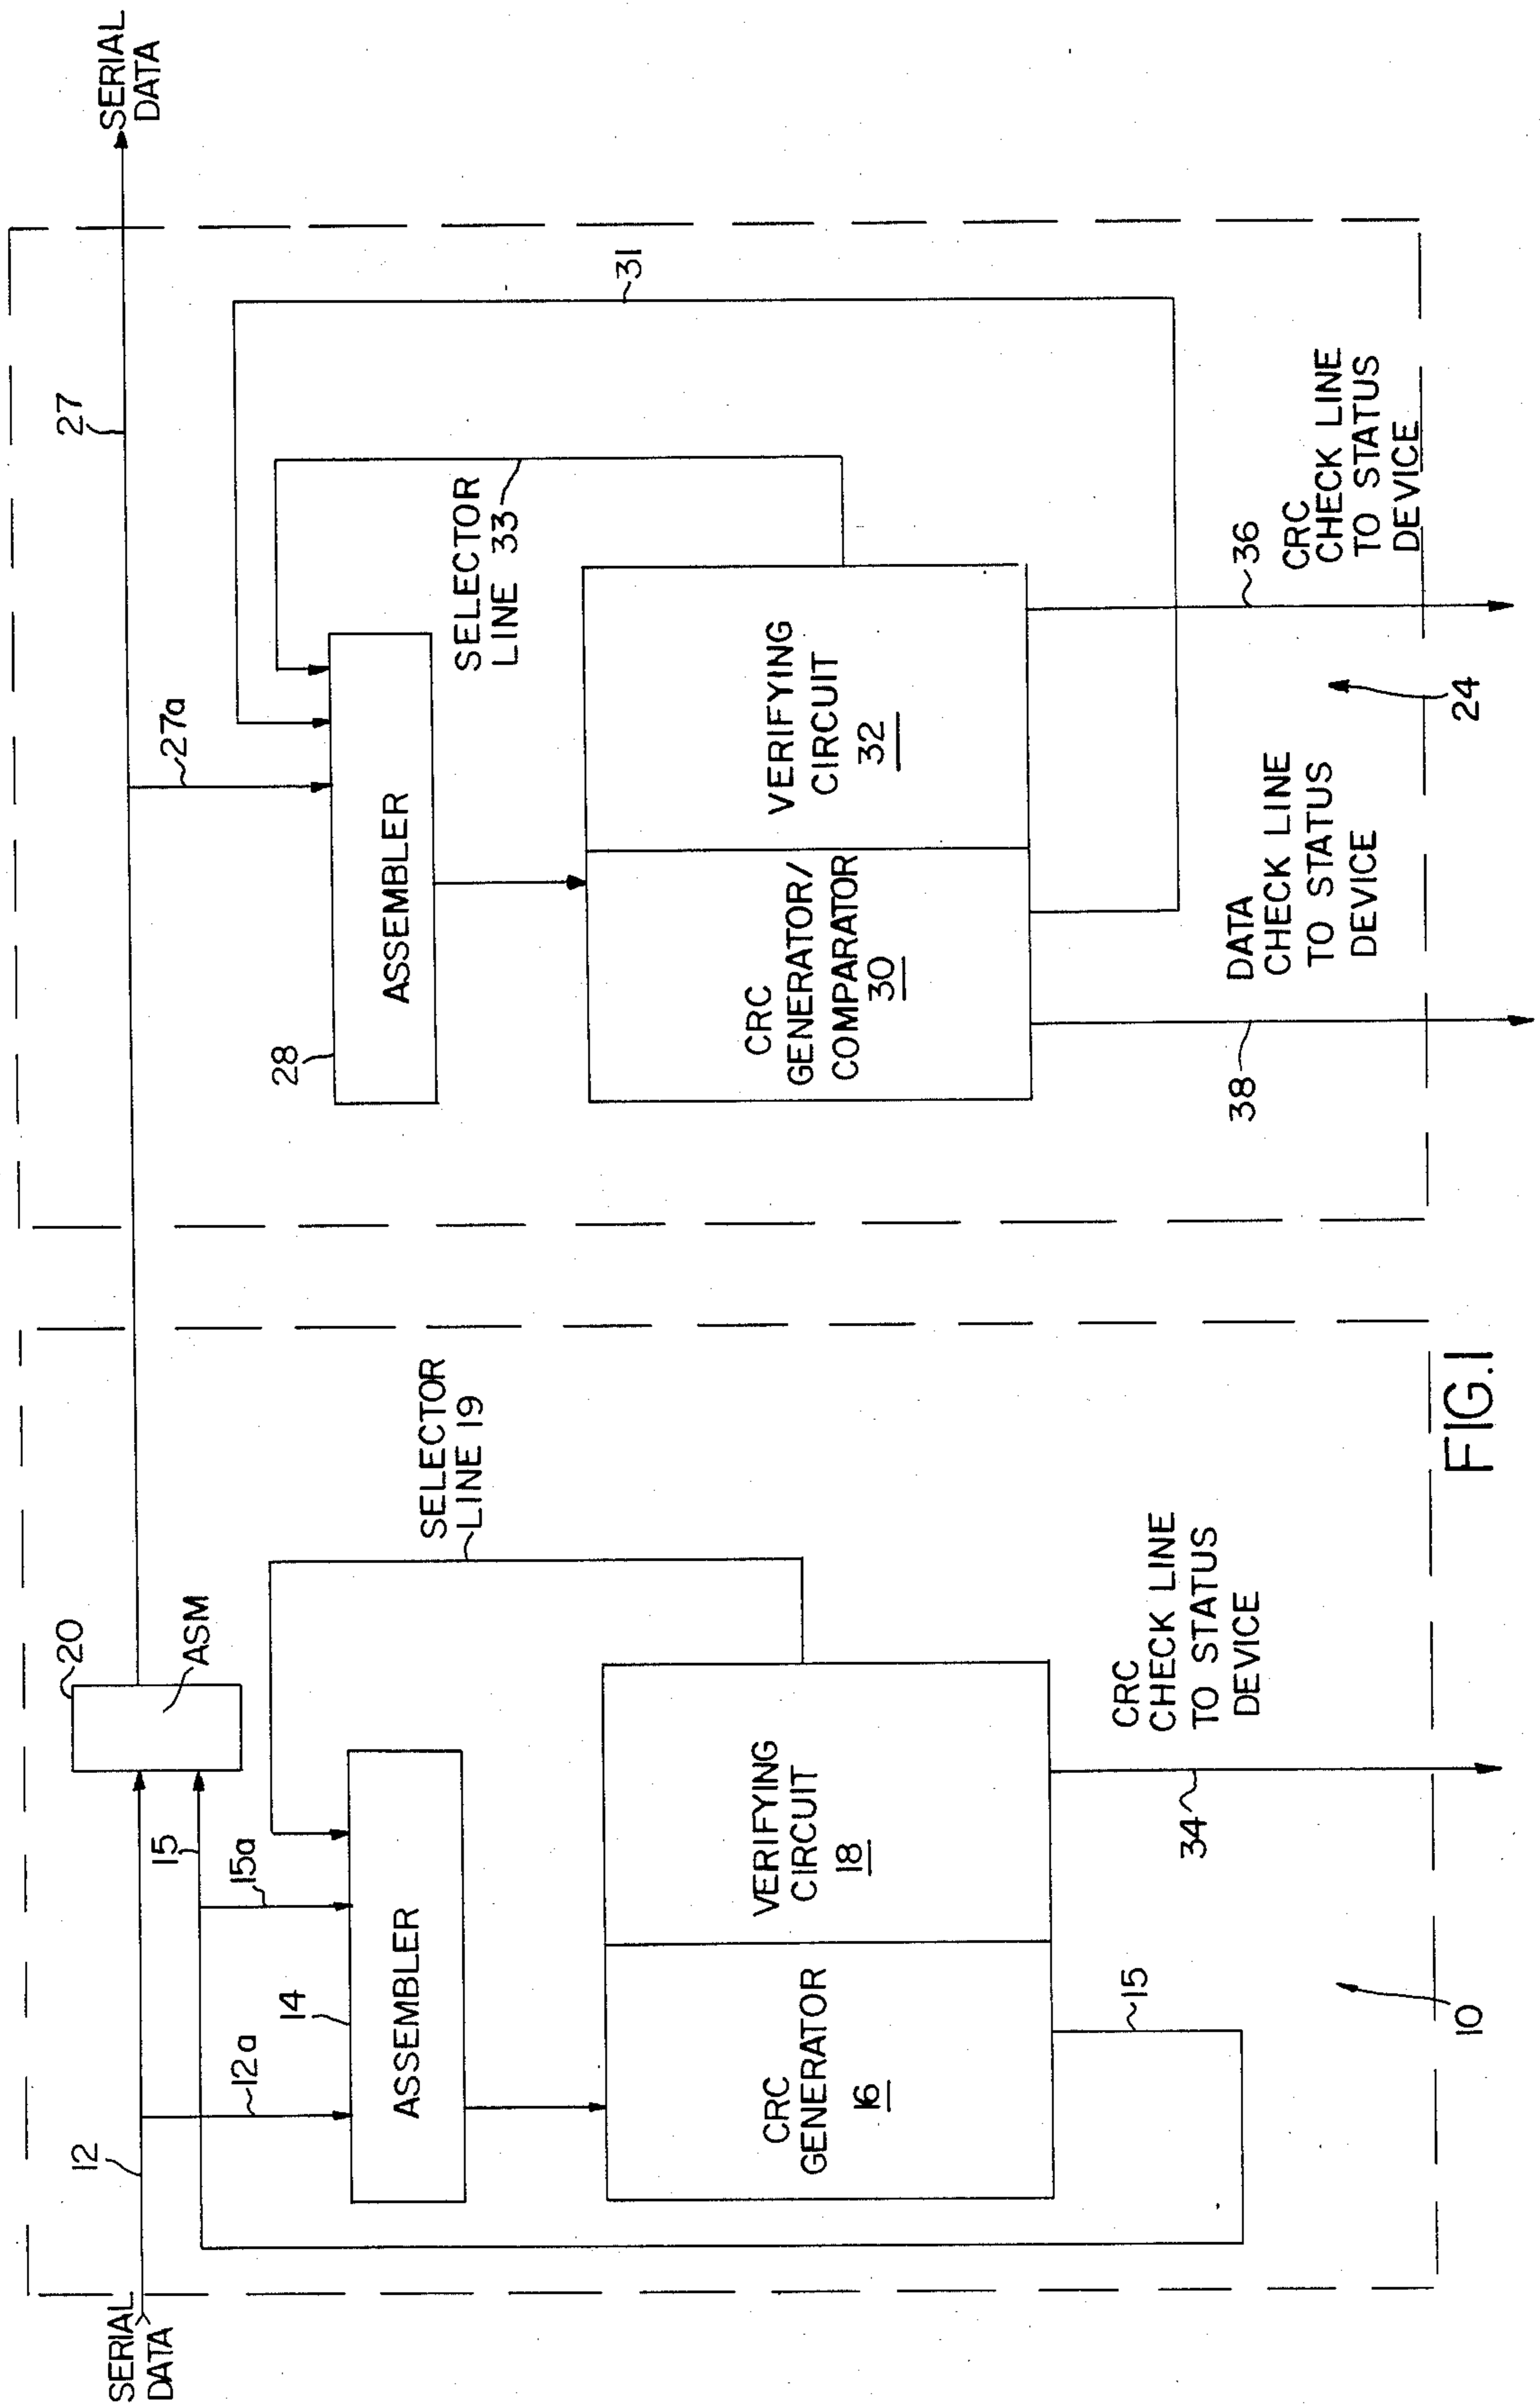 SERIAL
DATA
12
12a
15
15a
20
ASM
14
ASSEMBLER
SELECTOR
LINE 19
CRC
GENERATOR
16
VERIFYING
CIRCUIT
18
15
34
CRC
CHECK LINE
TO STATUS
DEVICE
10
FIG.1
SERIAL
DATA
27
27a
28
ASSEMBLER
SELECTOR
LINE 33
31
CRC
GENERATOR/
COMPARATOR
30
VERIFYING
CIRCUIT
32
38
DATA
CHECK LINE
TO STATUS
DEVICE
36
CRC
CHECK LINE
TO STATUS
DEVICE
24